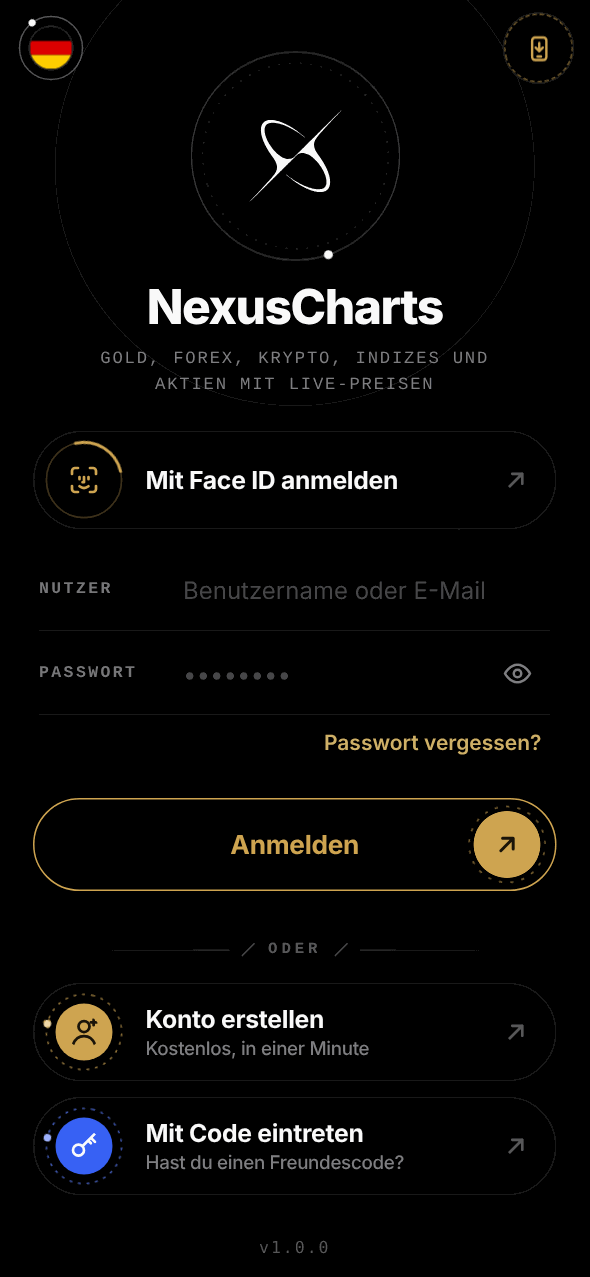 NexusCharts
GOLD, FOREX, KRYPTO, INDIZES UND
AKTIEN MIT LIVE-PREISEN
Mit Face ID anmelden
NUTZER Benutzername oder E-Mail
PASSWORT ••••••••
Passwort vergessen?
Anmelden
ODER
Konto erstellen
Kostenlos, in einer Minute
Mit Code eintreten
Hast du einen Freundescode?
v1.0.0